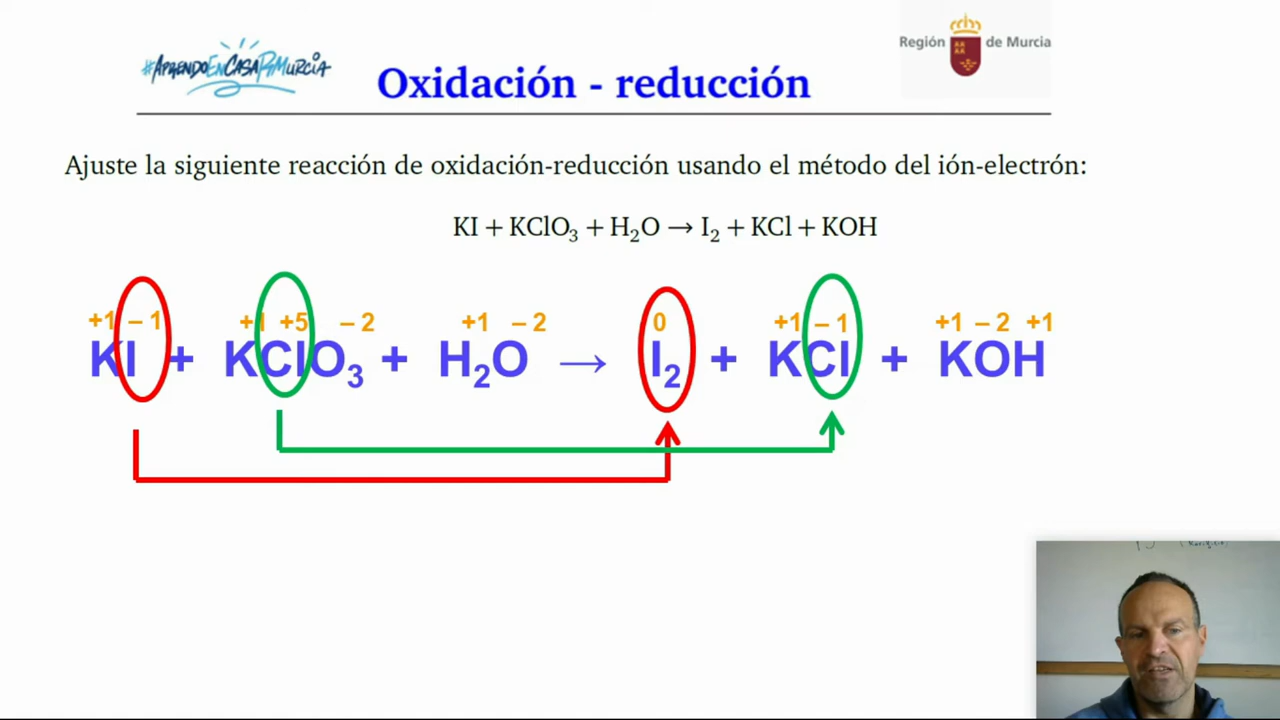 #AprendoEnCasaRMurcia
Región de Murcia
Oxidación - reducción
Ajuste la siguiente reacción de oxidación-reducción usando el método del ión-electrón:
KI + KClO₃ + H₂O → I₂ + KCl + KOH
+1 – 1 +1 +5 – 2 +1 – 2 0 +1 – 1 +1 – 2 +1
KI + KClO₃ + H₂O → I₂ + KCl + KOH